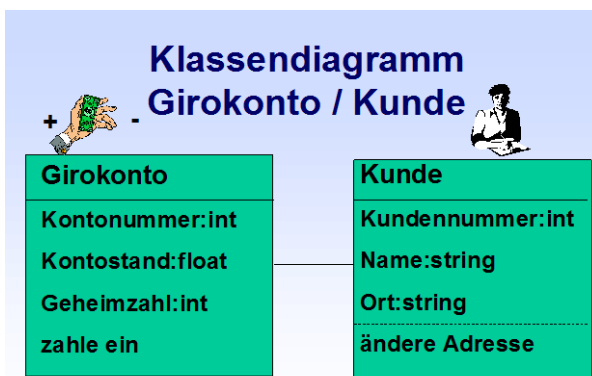 Klassendiagramm
Girokonto / Kunde
+ -
Girokonto
Kontonummer:int
Kontostand:float
Geheimzahl:int
zahle ein
Kunde
Kundennummer:int
Name:string
Ort:string
ändere Adresse